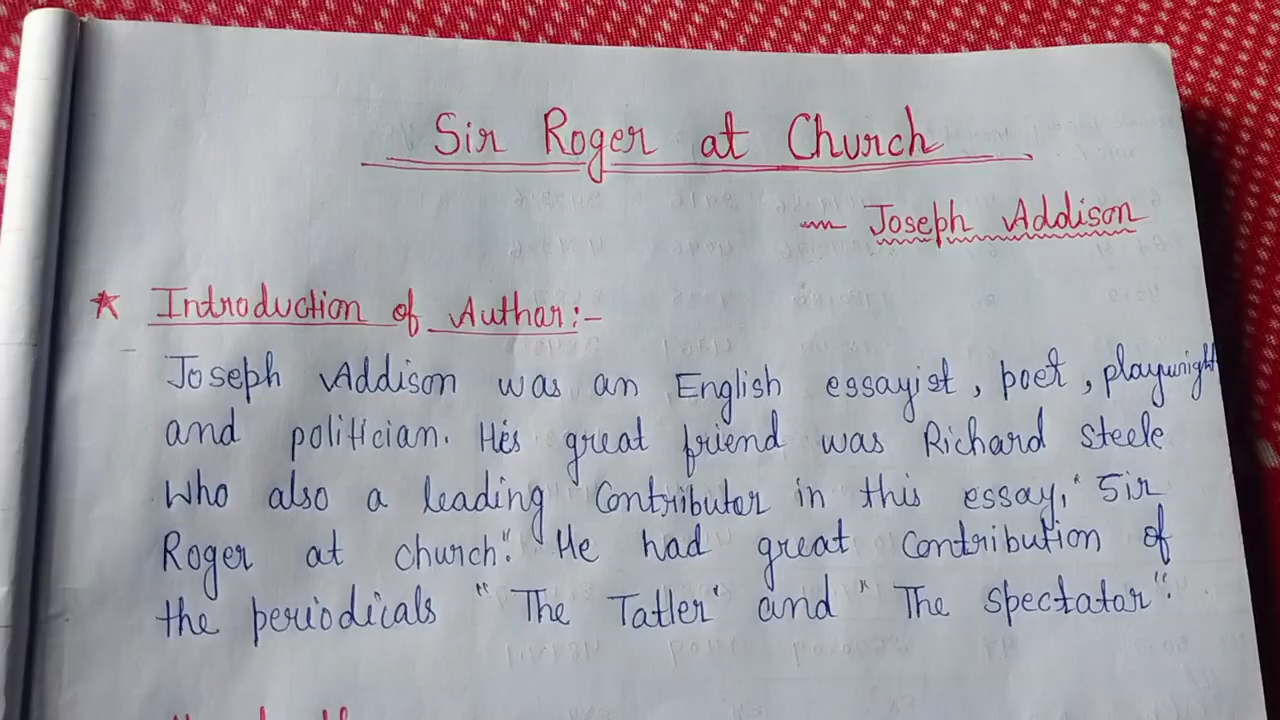 Sir Roger at Church
— Joseph Addison
★ Introduction of Author:-
Joseph Addison was an English essayist, poet, playwright
and politician. His great friend was Richard Steele
who also a leading Contributor in this essay, "Sir
Roger at church". He had great Contribution of
the periodicals "The Tatler" and "The Spectator".